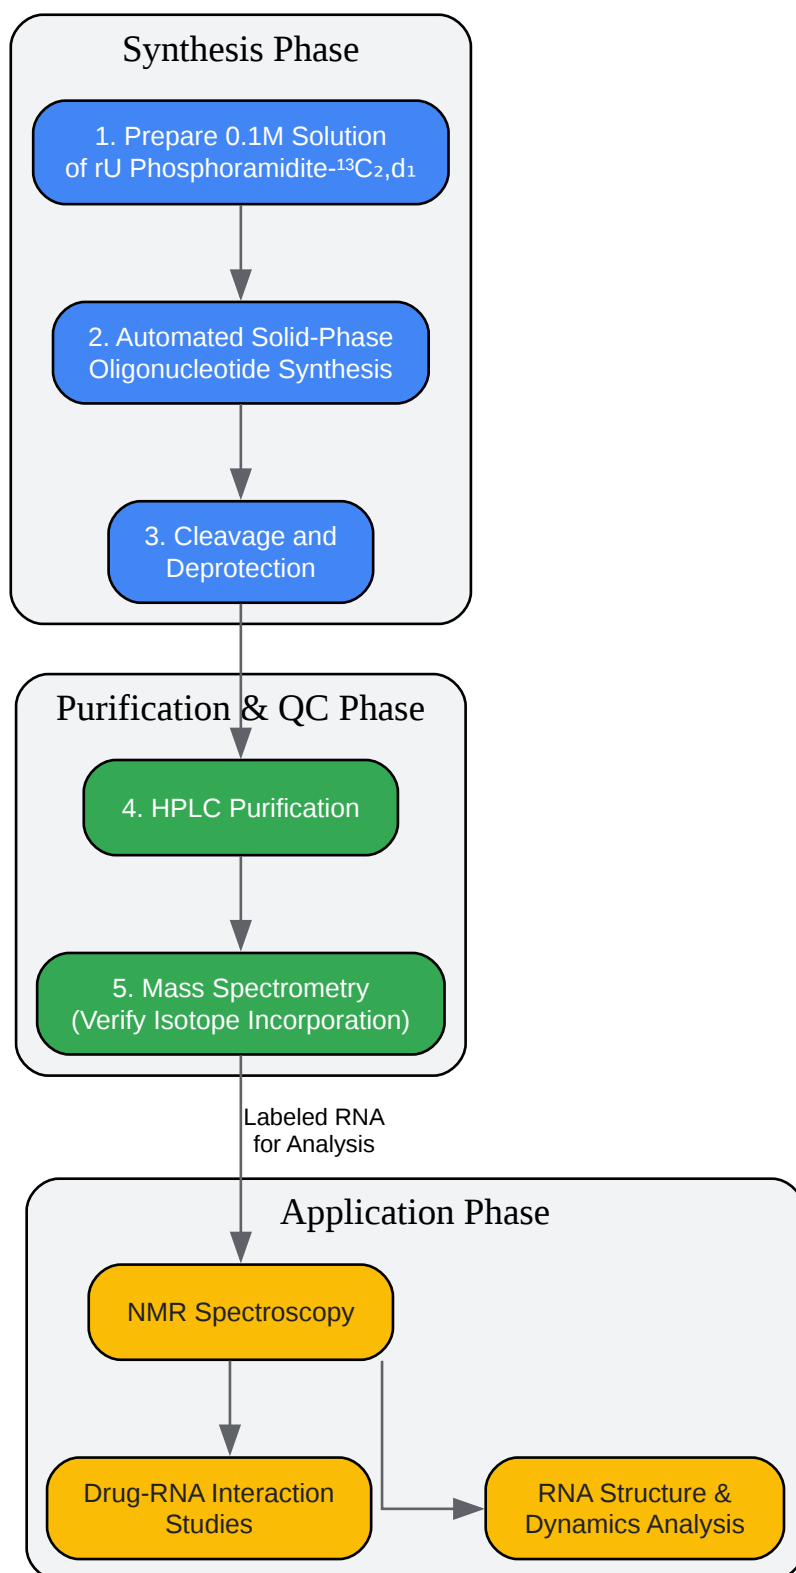 Synthesis Phase
1. Prepare 0.1M Solution
of rU Phosphoramidite-¹³C₂,d₁
2. Automated Solid-Phase
Oligonucleotide Synthesis
3. Cleavage and
Deprotection
Purification & QC Phase
4. HPLC Purification
5. Mass Spectrometry
(Verify Isotope Incorporation)
Labeled RNA
for Analysis
Application Phase
NMR Spectroscopy
Drug-RNA Interaction
Studies
RNA Structure &
Dynamics Analysis